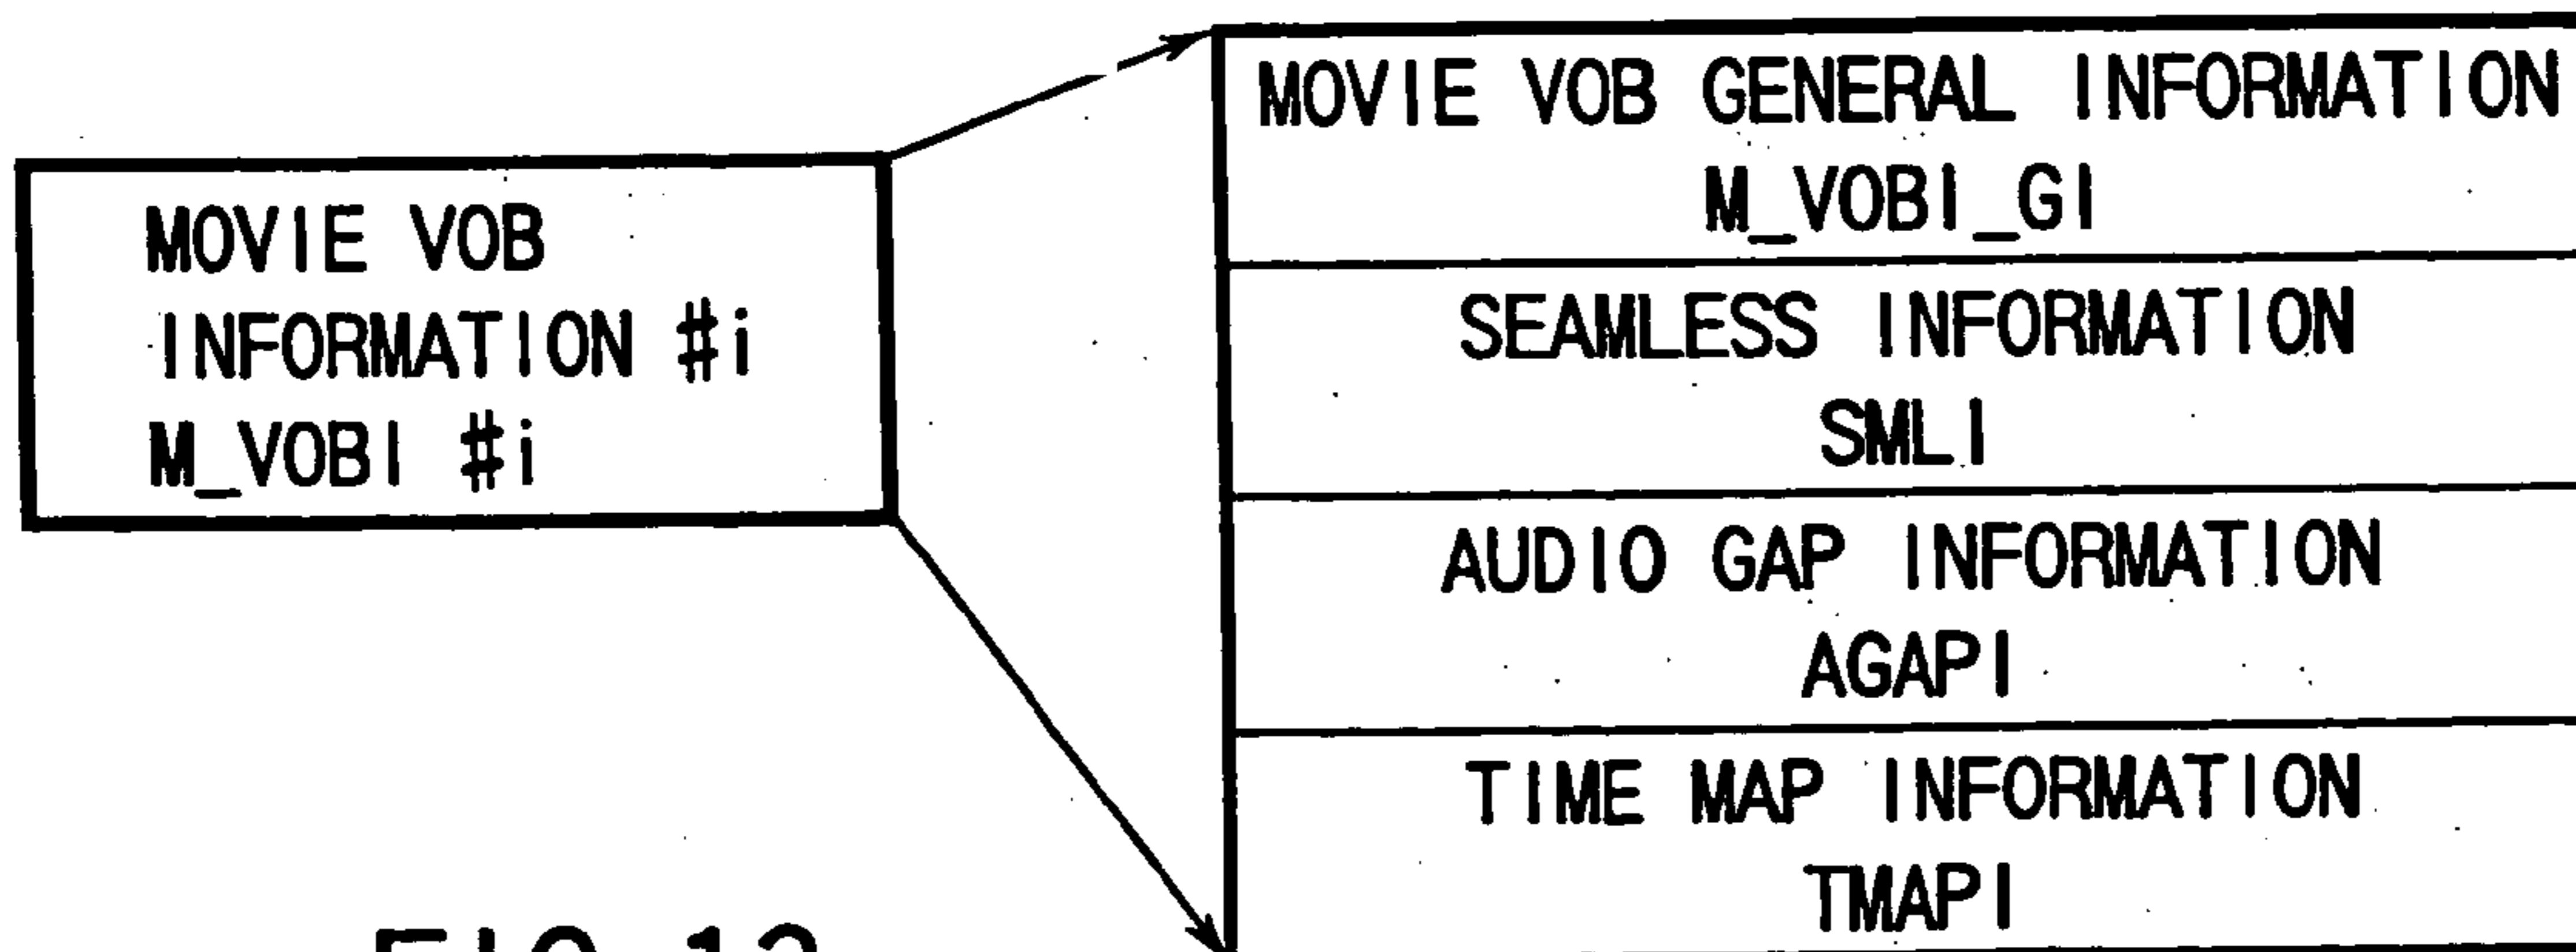 MOVIE VOB
INFORMATION #i
M_VOBI #i
MOVIE VOB GENERAL INFORMATION
M_VOBI_GI
SEAMLESS INFORMATION
SMLI
AUDIO GAP INFORMATION
AGAPI
TIME MAP INFORMATION
TMAPI